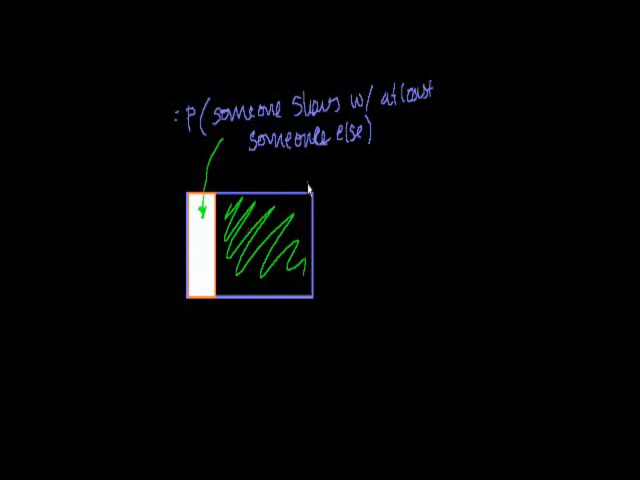 = P(someone shares w/ at least
someone else)